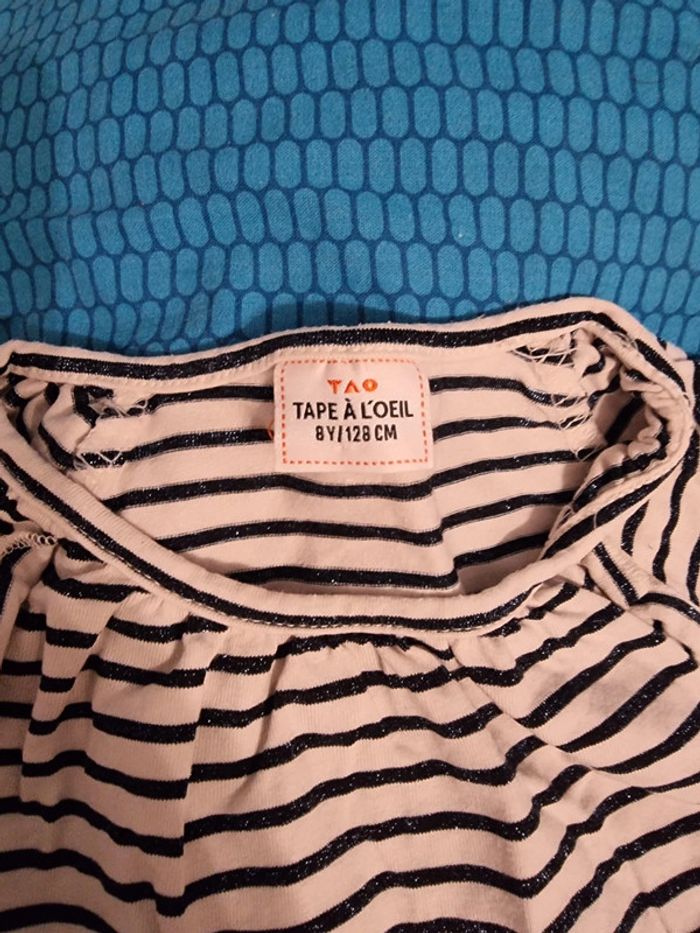 TAO
TAPE À L'OEIL
8Y/128 CM